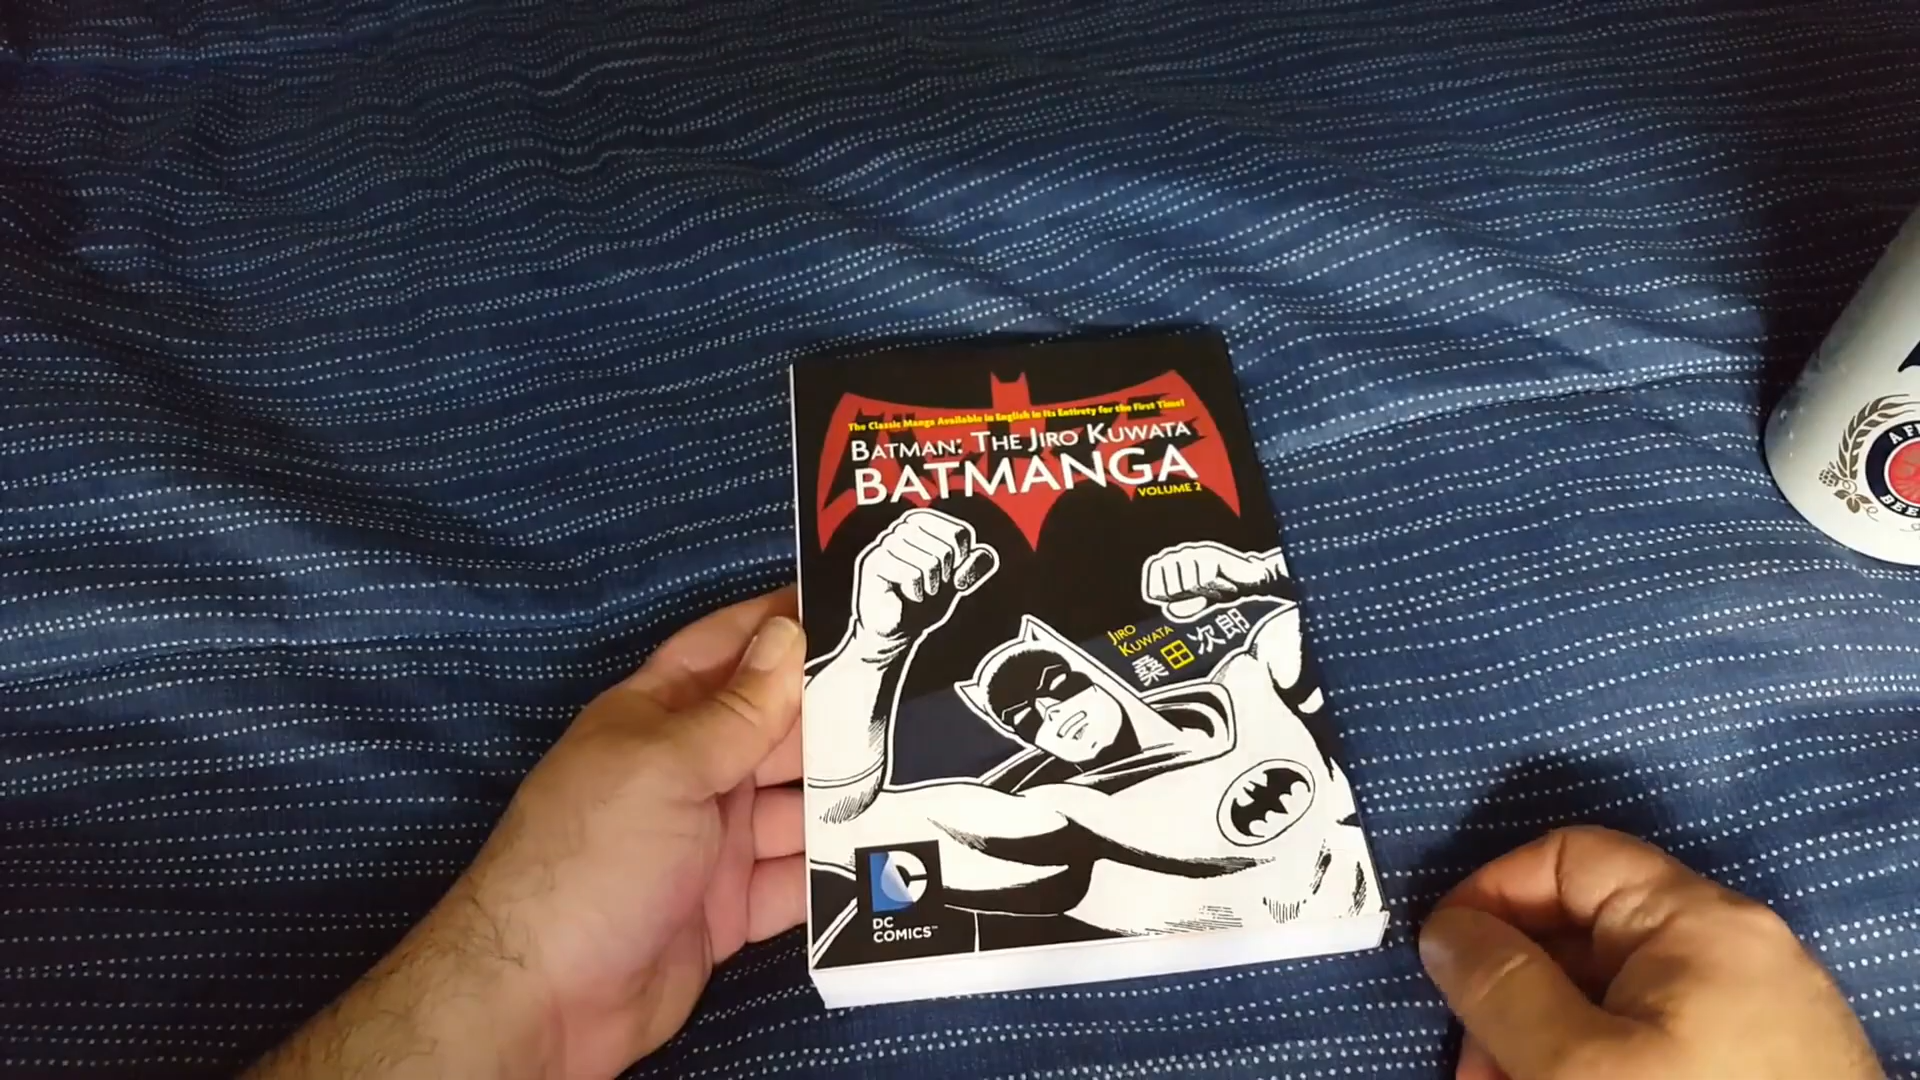 The Classic Manga Available in English in Its Entirety for the First Time!
BATMAN: THE JIRO KUWATA
BATMANGA
VOLUME 2
JIRO
KUWATA
桑田次郎
DC
COMICS™